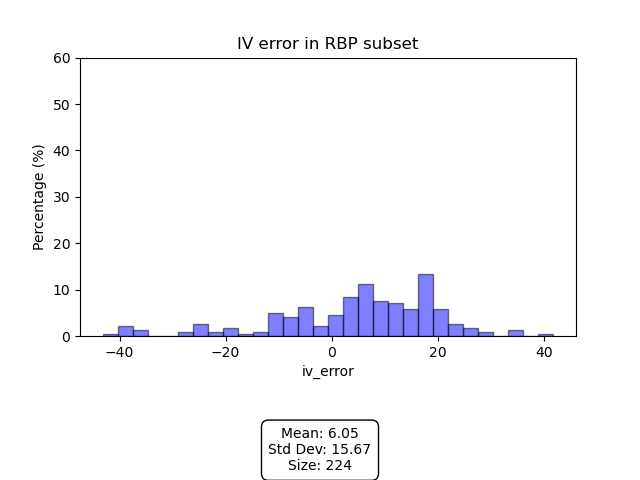 IV error in RBP subset
60
50
40
30
20
10
0
Percentage (%)
−40
−20
0
20
40
iv_error
Mean: 6.05
Std Dev: 15.67
Size: 224